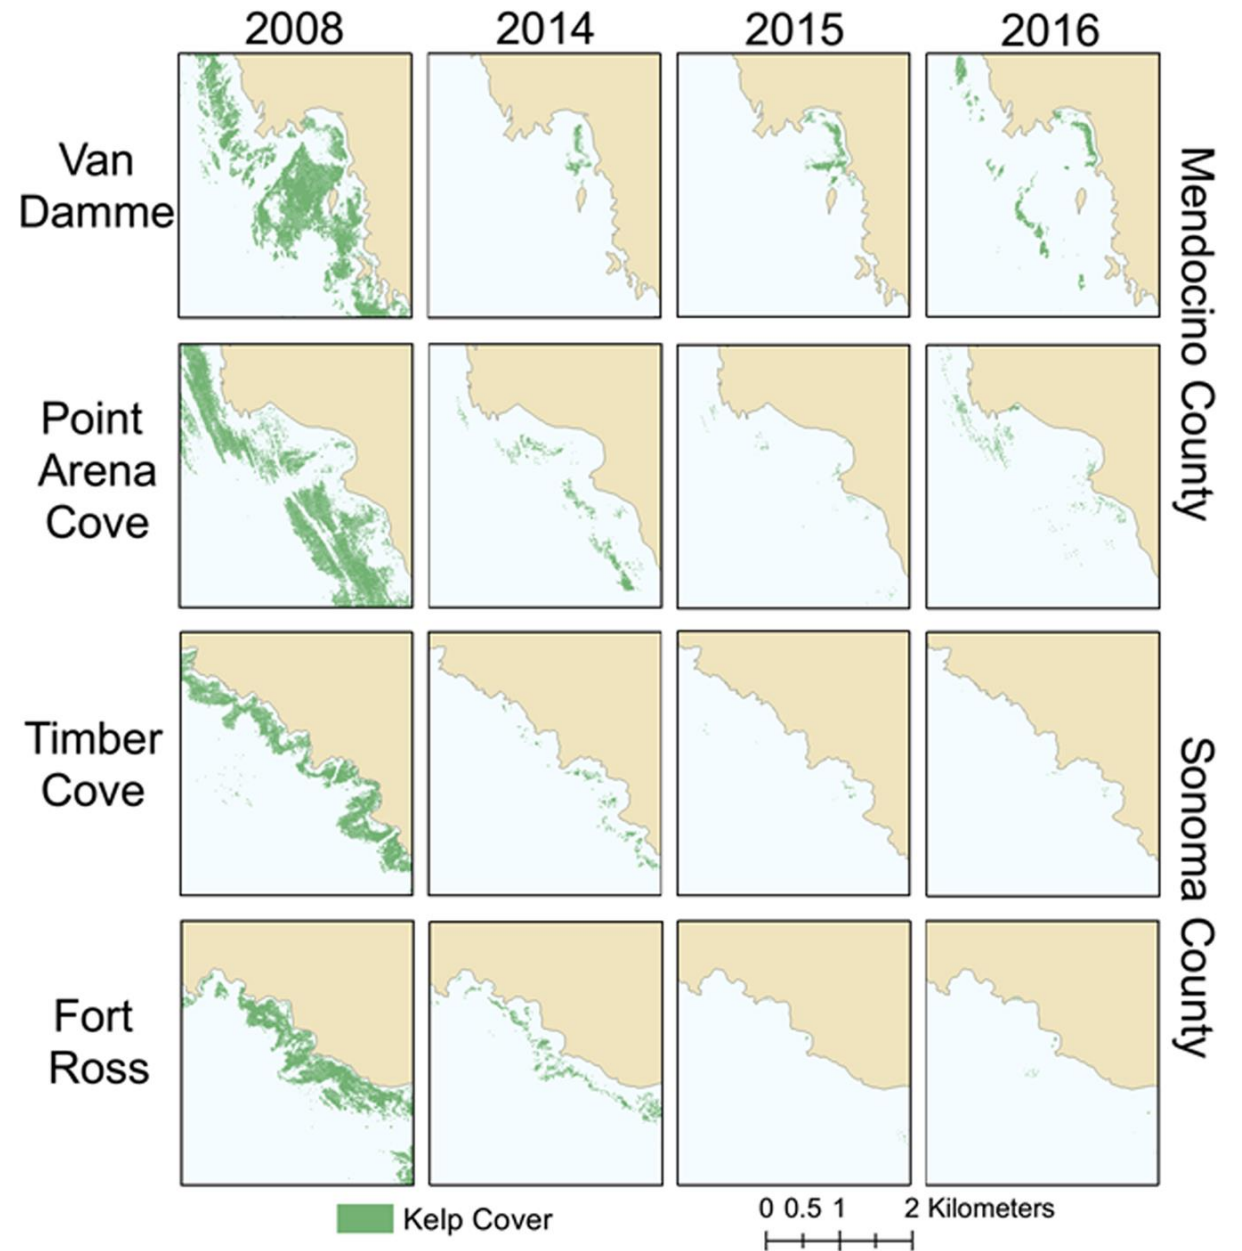 2008 2014 2015 2016
Van
Damme
Mendocino County
Point
Arena
Cove
Timber
Cove
Sonoma County
Fort
Ross
Kelp Cover
0 0.5 1 2 Kilometers